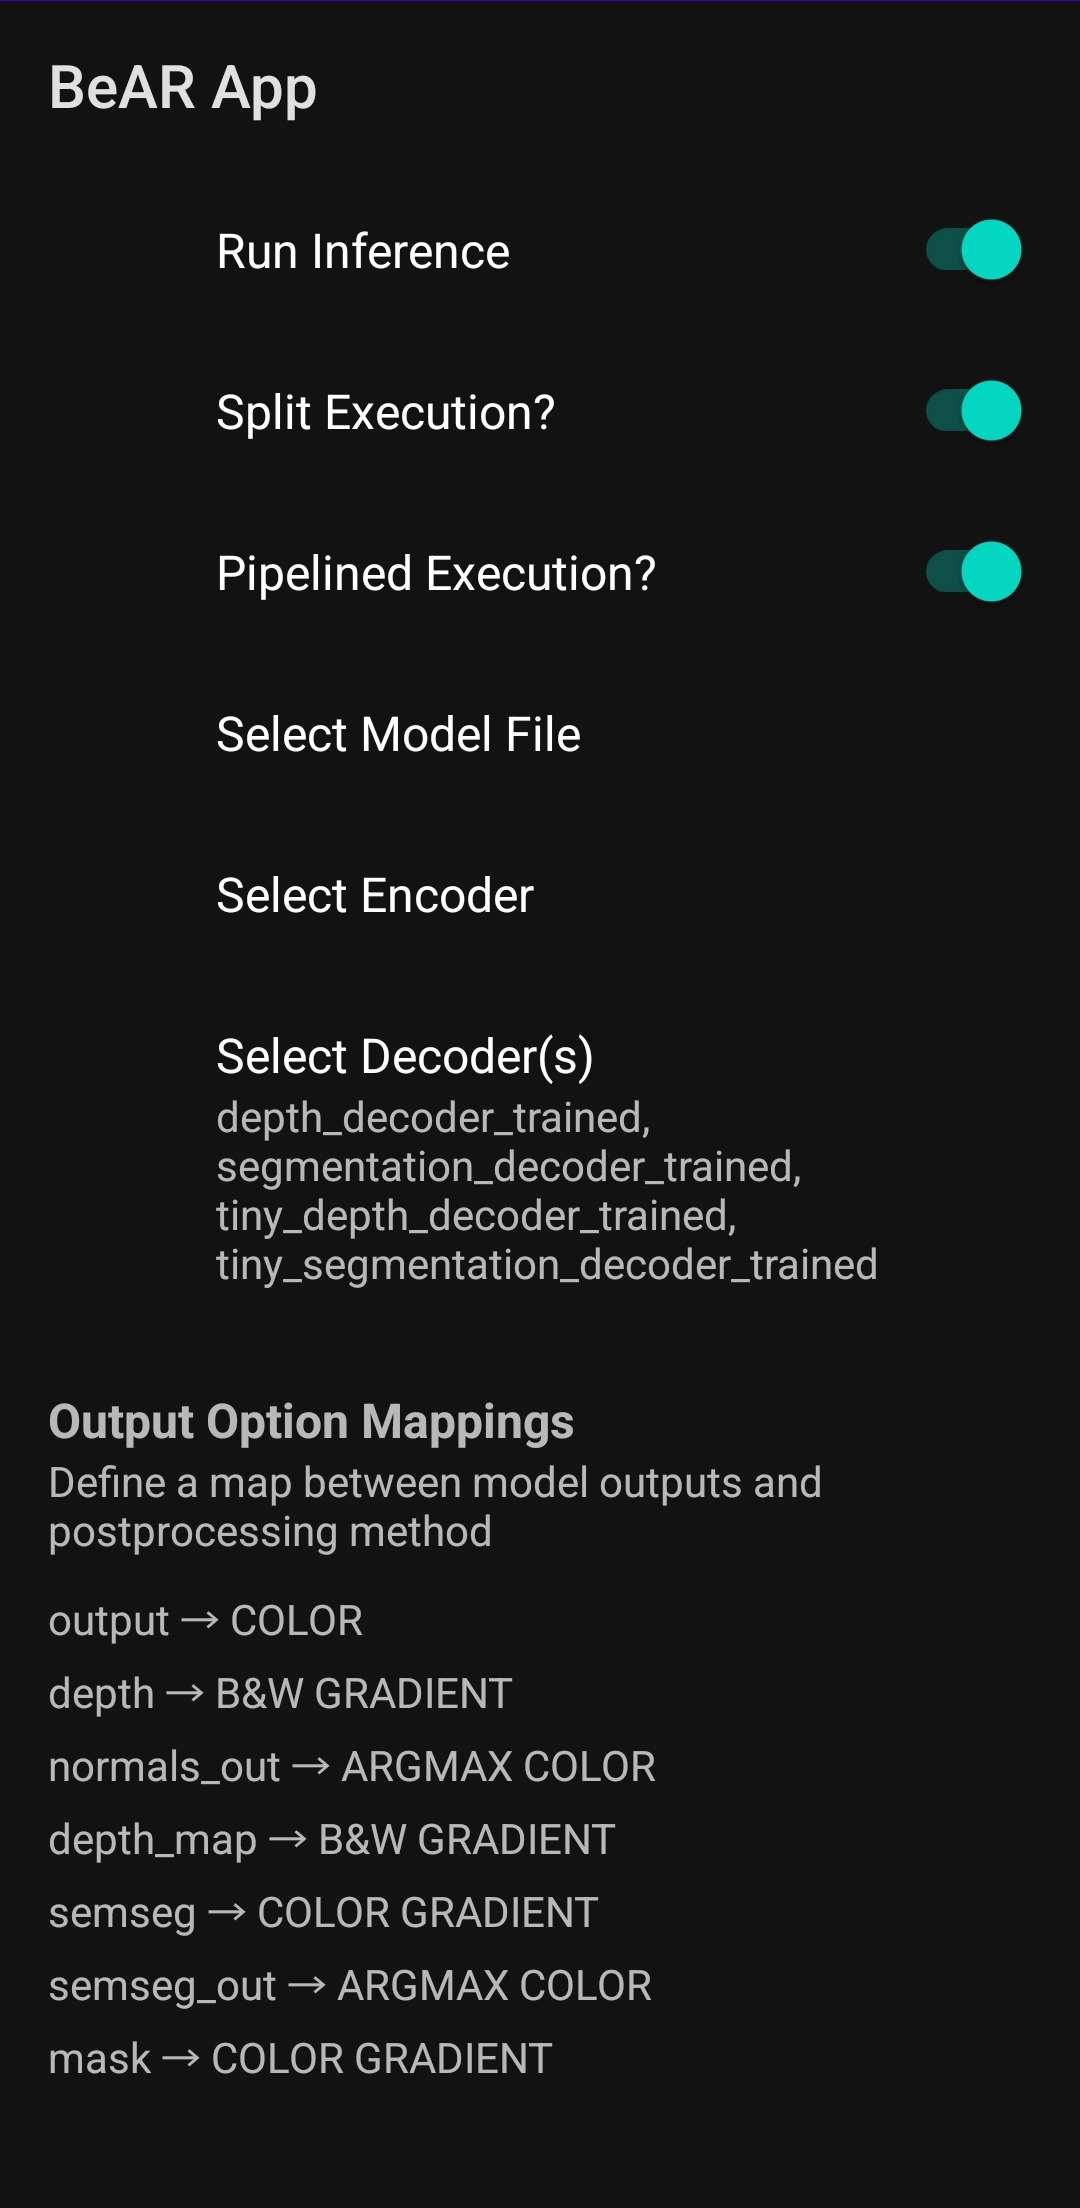 BeAR App
Run Inference
Split Execution?
Pipelined Execution?
Select Model File
Select Encoder
Select Decoder(s)
depth_decoder_trained,
segmentation_decoder_trained,
tiny_depth_decoder_trained,
tiny_segmentation_decoder_trained
Output Option Mappings
Define a map between model outputs and
postprocessing method
output → COLOR
depth → B&W GRADIENT
normals_out → ARGMAX COLOR
depth_map → B&W GRADIENT
semseg → COLOR GRADIENT
semseg_out → ARGMAX COLOR
mask → COLOR GRADIENT